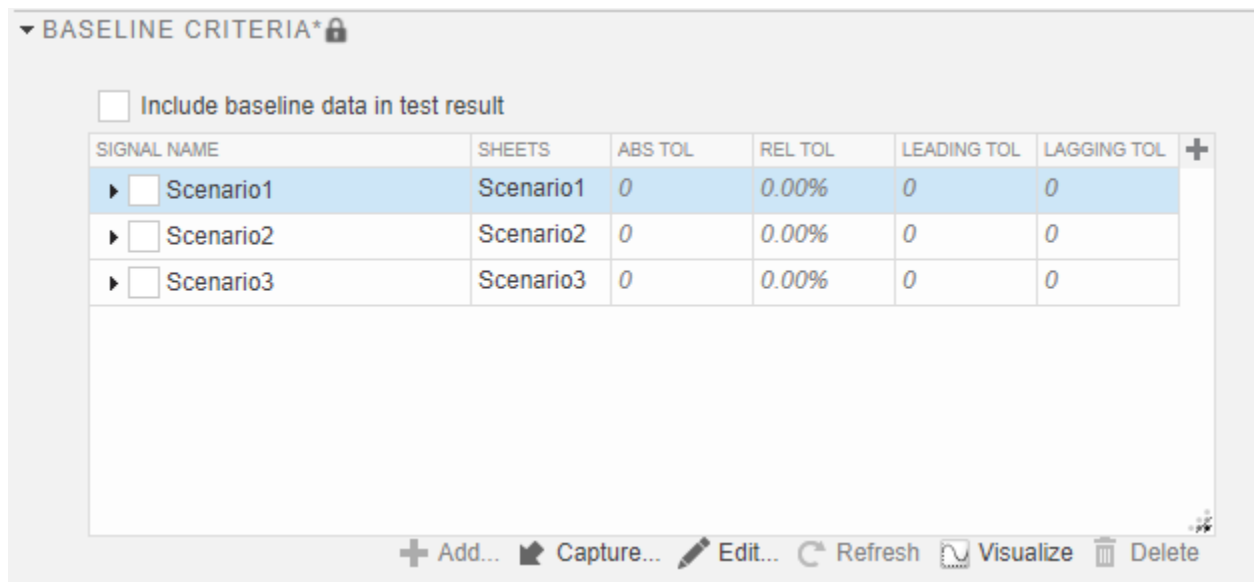 BASELINE CRITERIA*
Include baseline data in test result
SIGNAL NAME SHEETS ABS TOL REL TOL LEADING TOL LAGGING TOL
Scenario1 Scenario1 0 0.00% 0 0
Scenario2 Scenario2 0 0.00% 0 0
Scenario3 Scenario3 0 0.00% 0 0
Add... Capture... Edit... Refresh Visualize Delete